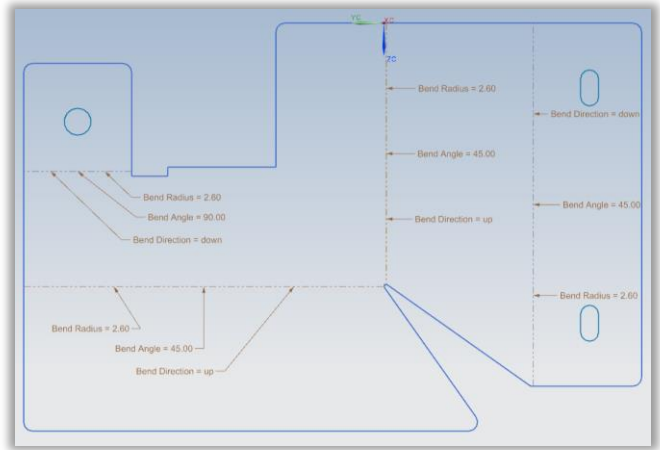 YC
XC
ZC
Bend Radius = 2.60
Bend Direction = down
Bend Angle = 45.00
Bend Radius = 2.60
Bend Angle = 45.00
Bend Angle = 90.00
Bend Direction = up
Bend Direction = down
Bend Radius = 2.60
Bend Radius = 2.60
Bend Angle = 45.00
Bend Direction = up